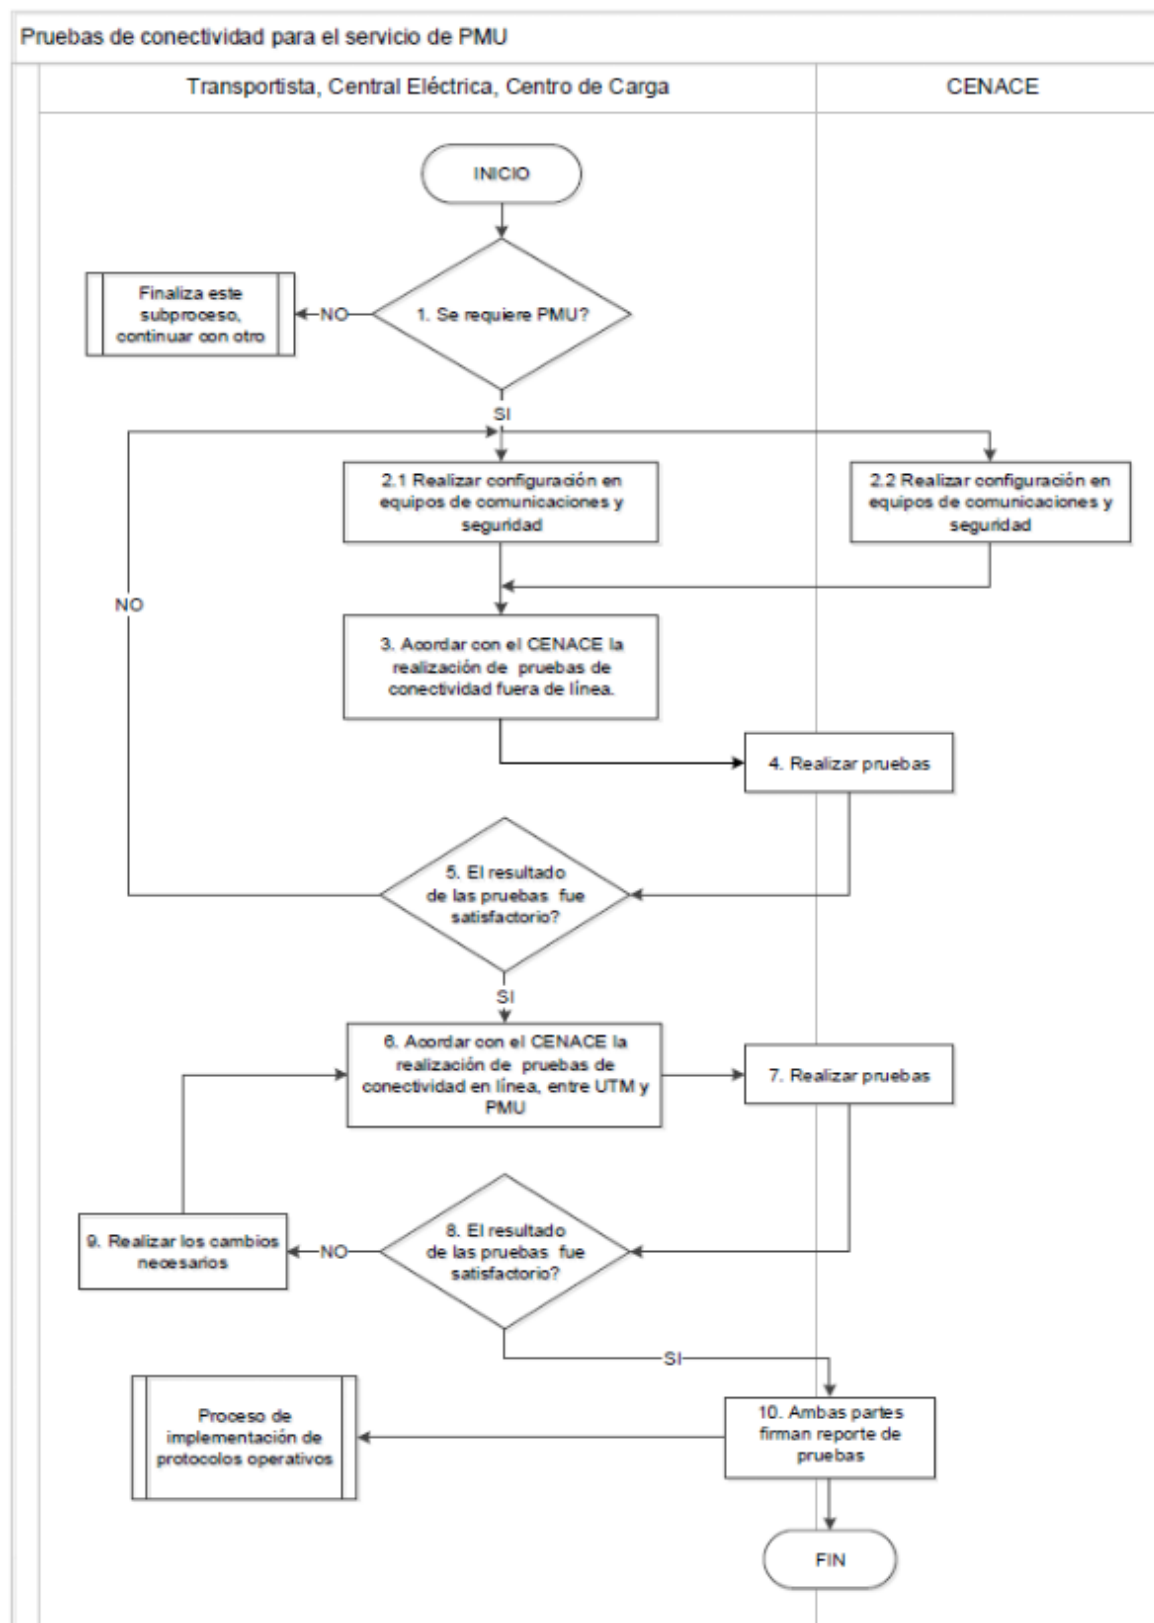 Pruebas de conectividad para el servicio de PMU
Transportista, Central Eléctrica, Centro de Carga
CENACE
INICIO
1. Se requiere PMU?
NO
Finaliza este
subproceso,
continuar con otro
SI
2.1 Realizar configuración en
equipos de comunicaciones y
seguridad
2.2 Realizar configuración en
equipos de comunicaciones y
seguridad
NO
3. Acordar con el CENACE la
realización de pruebas de
conectividad fuera de línea.
4. Realizar pruebas
5. El resultado
de las pruebas fue
satisfactorio?
SI
6. Acordar con el CENACE la
realización de pruebas de
conectividad en línea, entre UTM y
PMU
7. Realizar pruebas
8. El resultado
de las pruebas fue
satisfactorio?
NO
9. Realizar los cambios
necesarios
SI
10. Ambas partes
firman reporte de
pruebas
Proceso de
implementación de
protocolos operativos
FIN